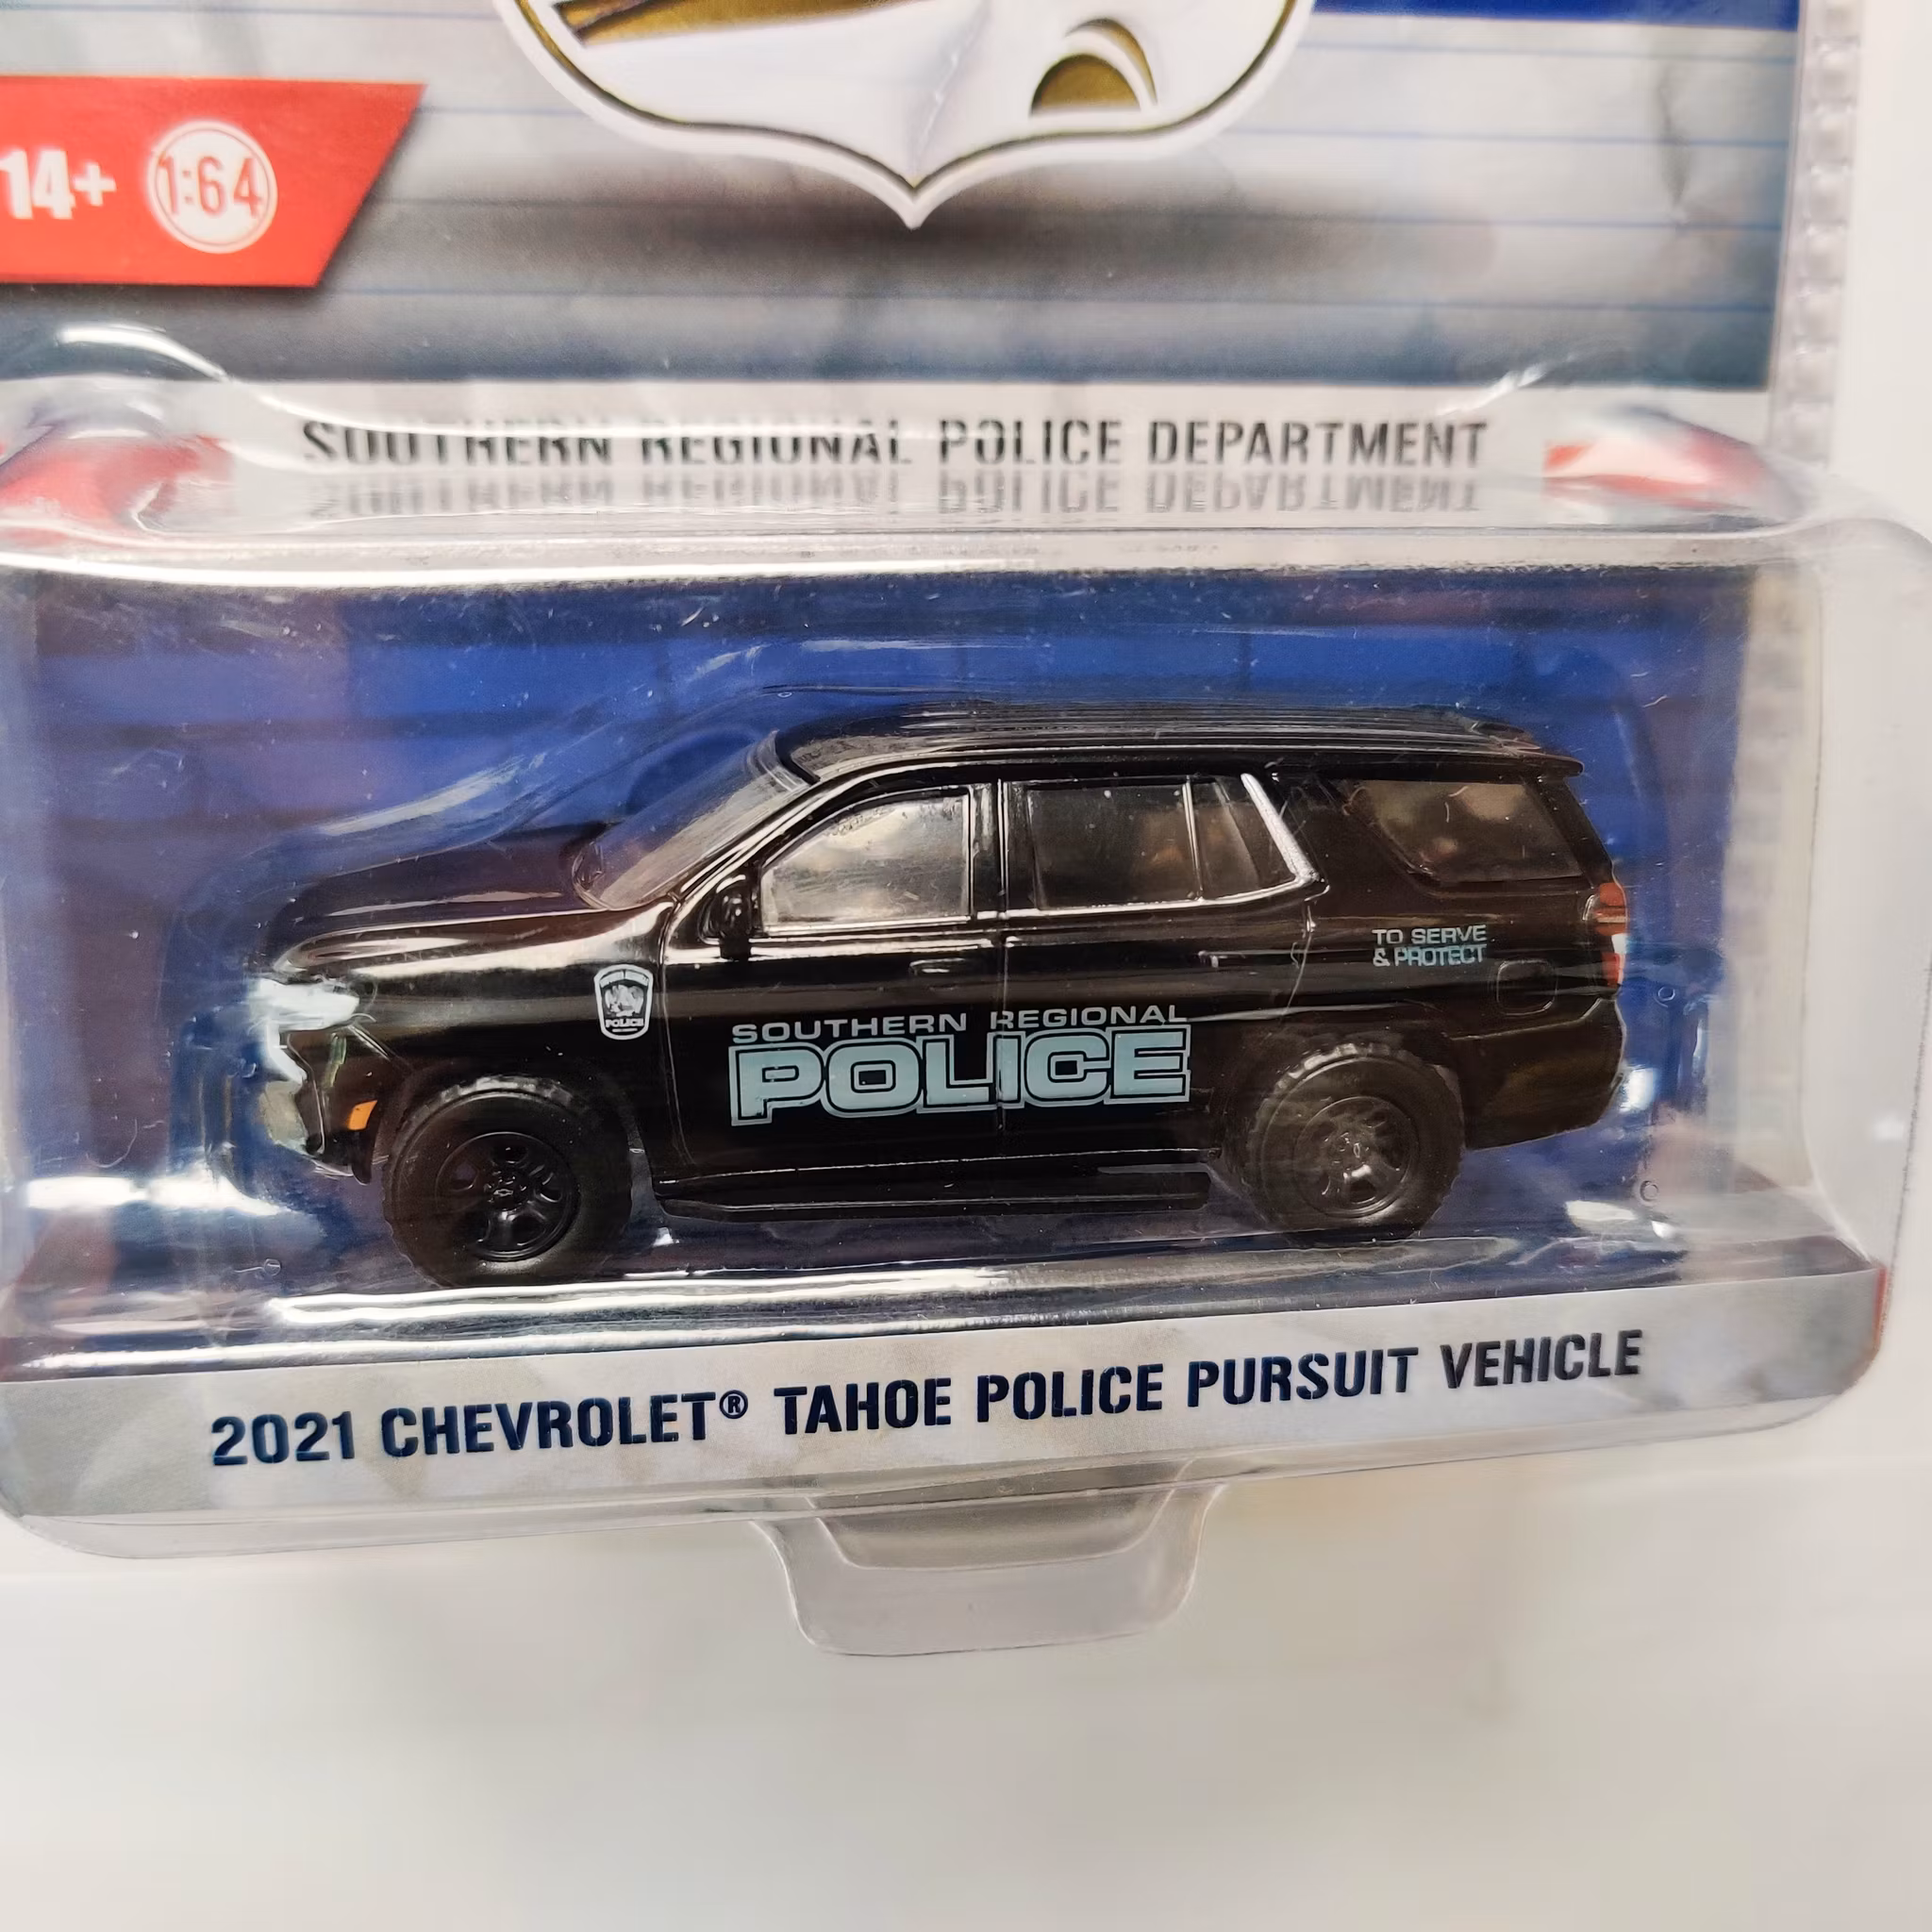 14+ 1:64
SOUTHERN REGIONAL POLICE DEPARTMENT
TO SERVE
& PROTECT
POLICE
SOUTHERN REGIONAL
POLICE
2021 CHEVROLET® TAHOE POLICE PURSUIT VEHICLE